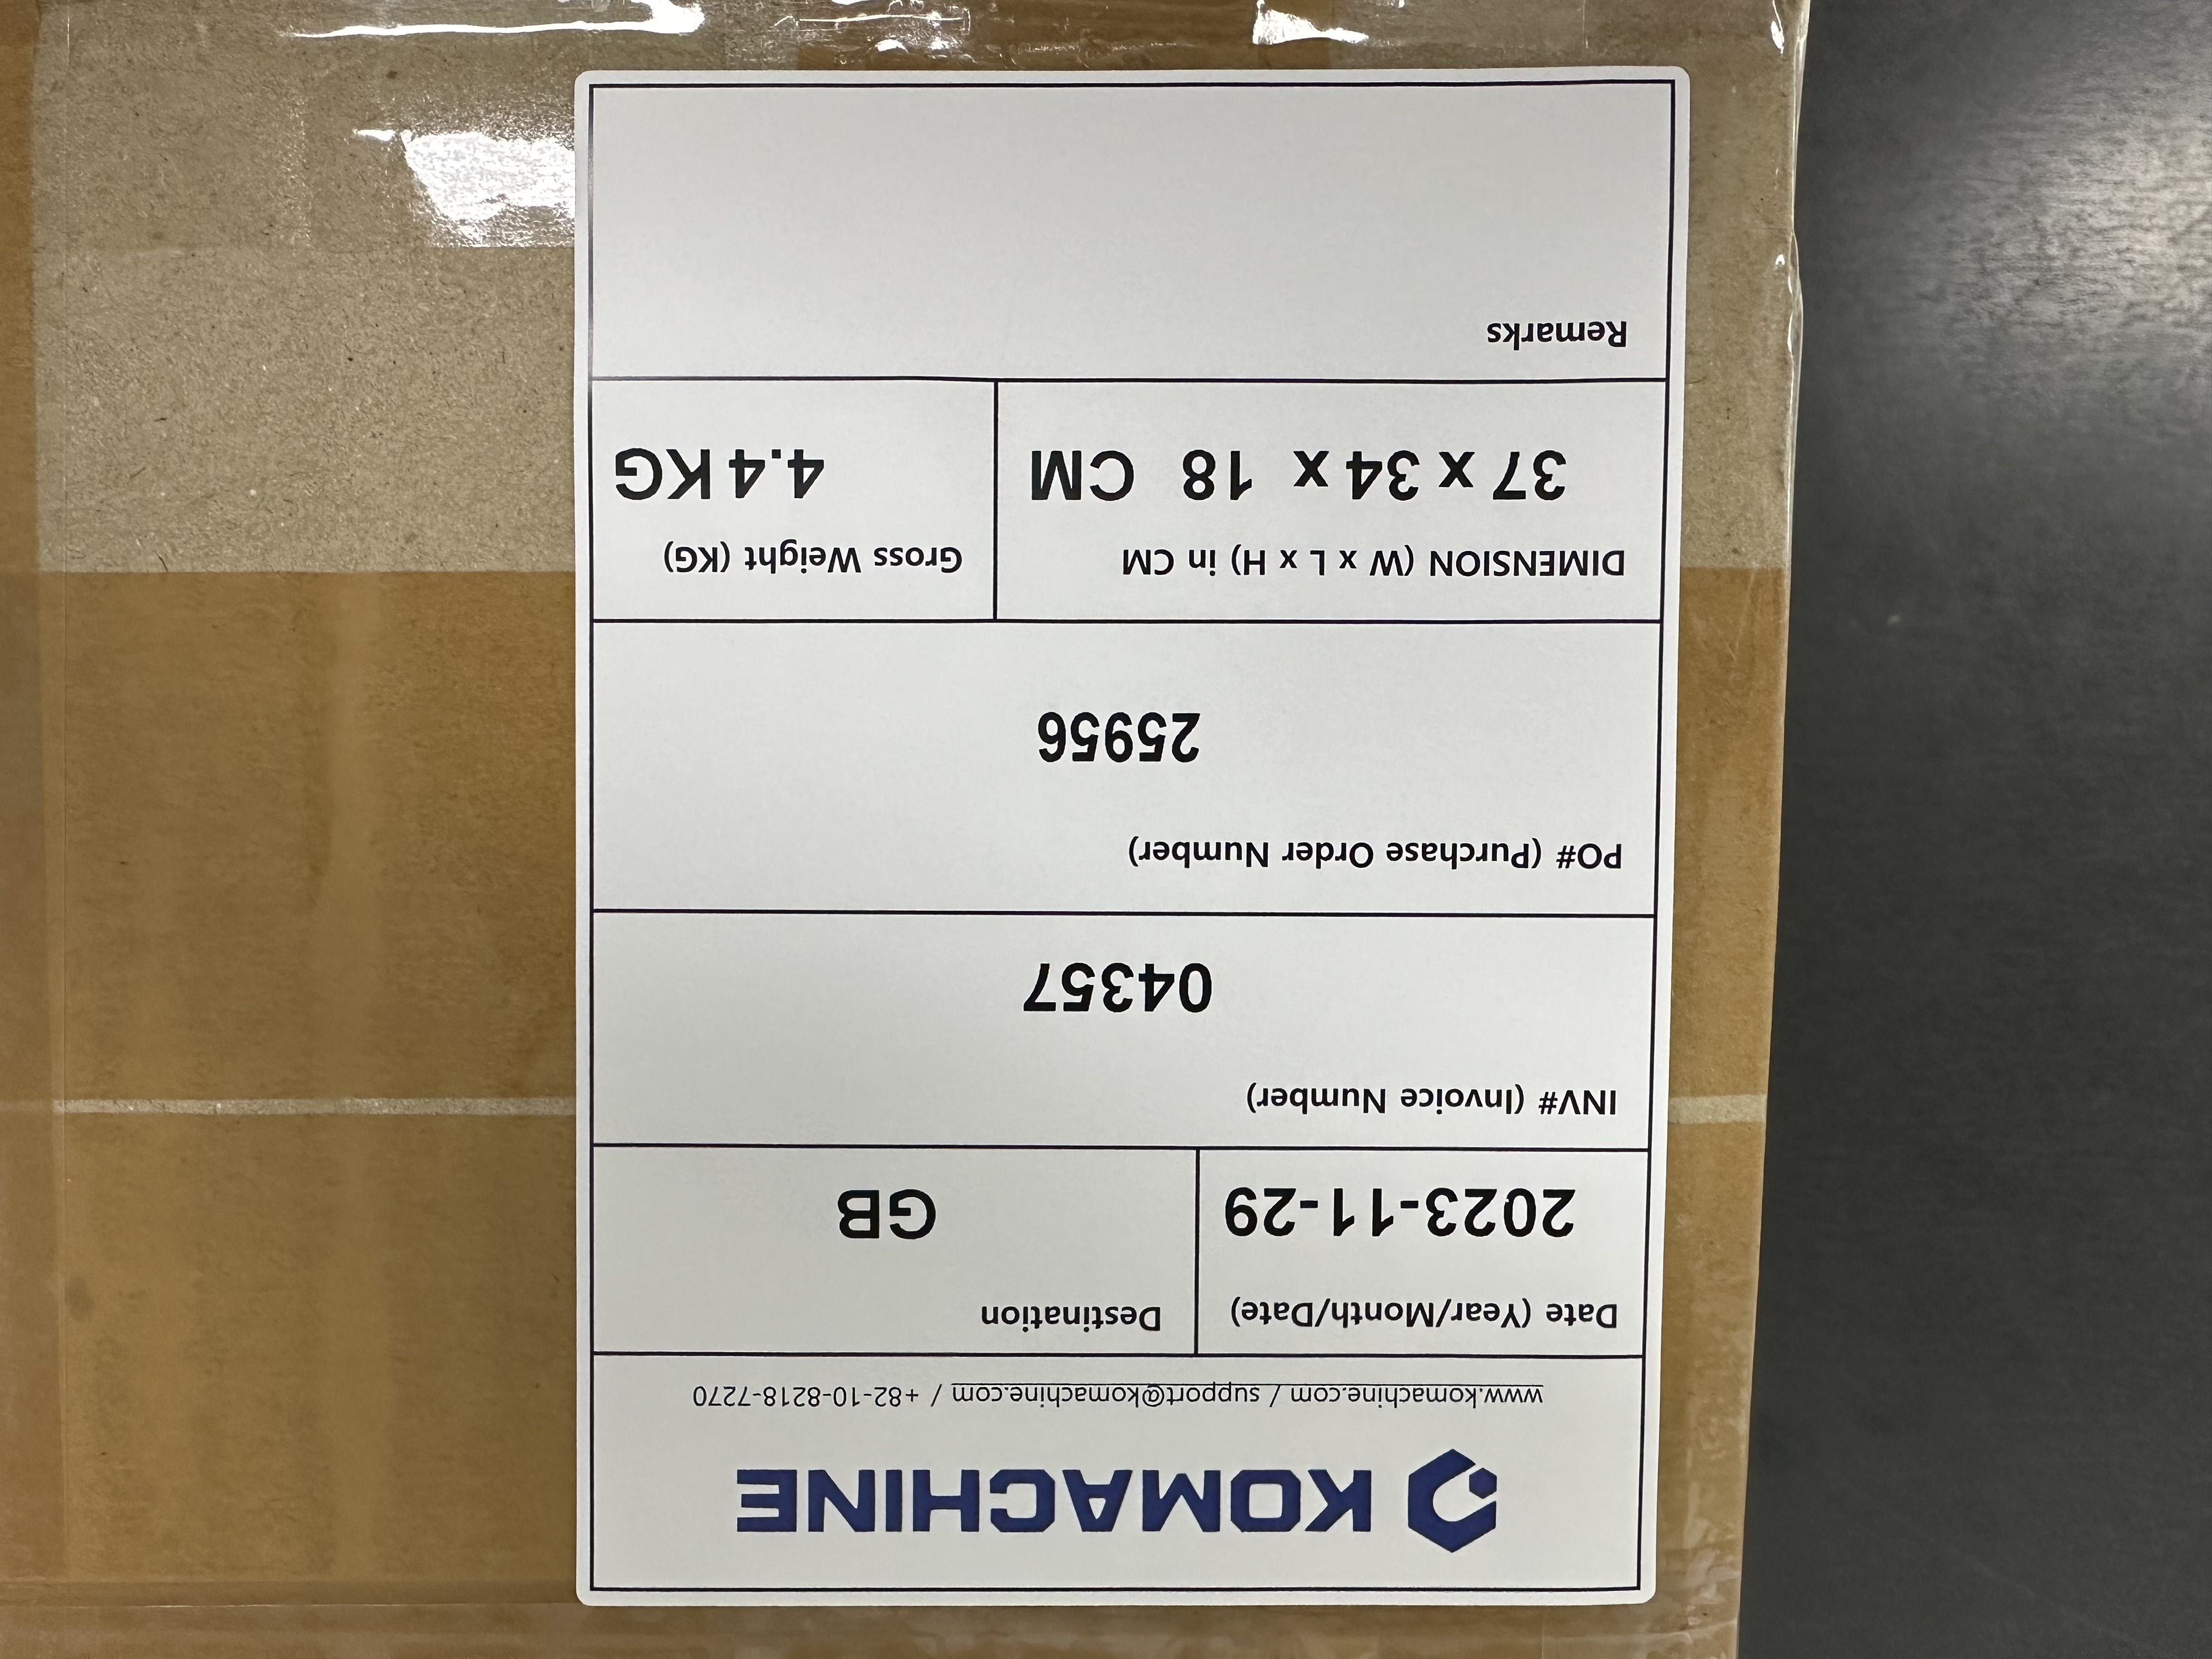 KOMACHINE
www.komachine.com / support@komachine.com / +82-10-8218-7270
Date (Year/Month/Date)
2023-11-29
Destination
GB
INV# (Invoice Number)
04357
PO# (Purchase Order Number)
25956
DIMENSION (W x L x H) in CM
37 x 34 x 18 CM
Gross Weight (KG)
4.4 KG
Remarks